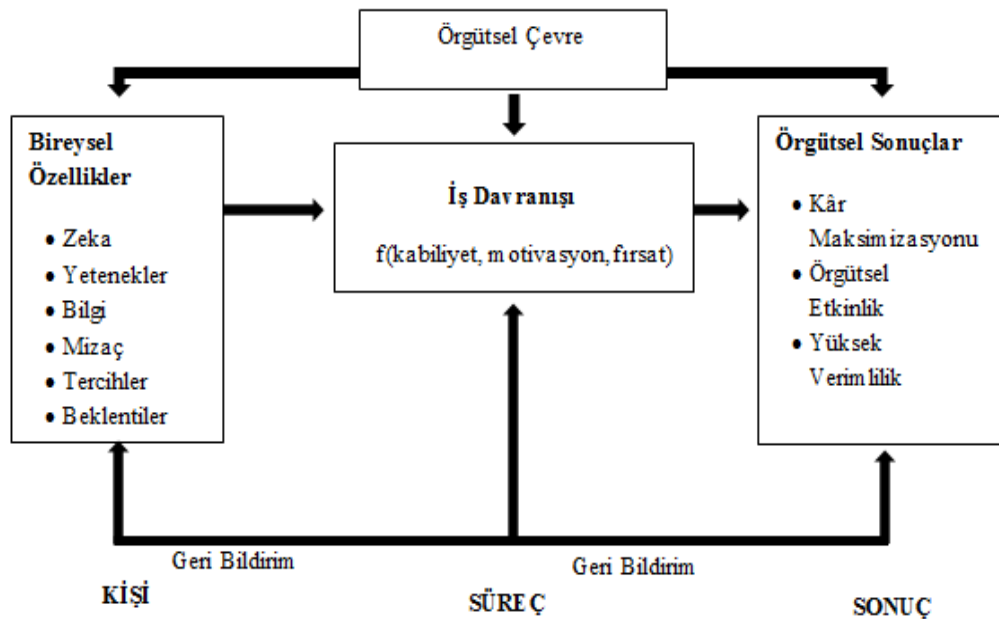 Örgütsel Çevre
Bireysel
Özellikler
• Zeka
• Yetenekler
• Bilgi
• Mizaç
• Tercihler
• Beklentiler
İş Davranışı
f(kabiliyet, motivasyon, fırsat)
Örgütsel Sonuçlar
• Kâr
Maksimizasyonu
• Örgütsel
Etkinlik
• Yüksek
Verimlilik
Geri Bildirim
Geri Bildirim
KİŞİ
SÜREÇ
SONUÇ